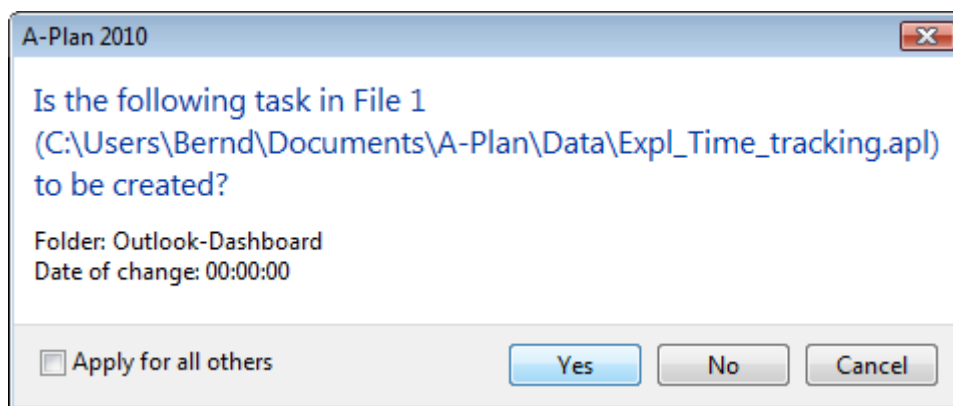 A-Plan 2010
Is the following task in File 1
(C:\Users\Bernd\Documents\A-Plan\Data\Expl_Time_tracking.apl)
to be created?
Folder: Outlook-Dashboard
Date of change: 00:00:00
Apply for all others
Yes
No
Cancel